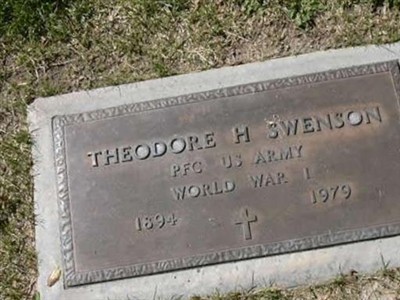 THEODORE H SWENSON
PFC US ARMY
WORLD WAR I
1894 1979